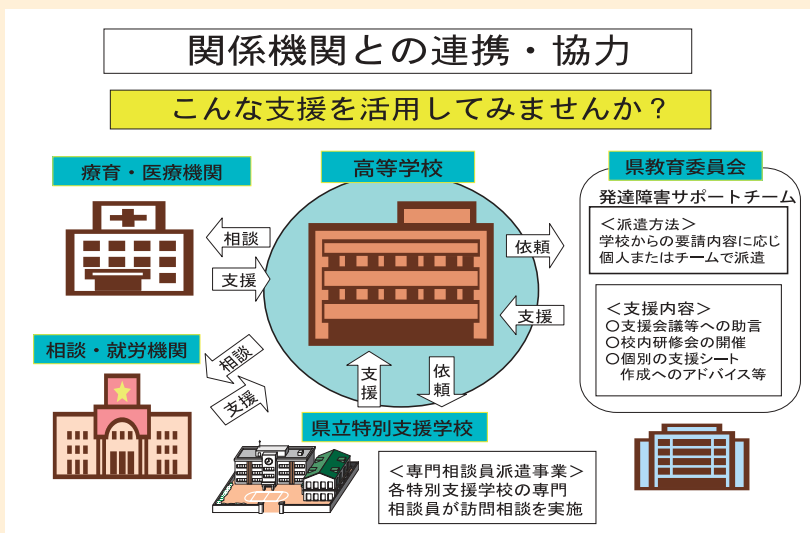 関係機関との連携・協力
こんな支援を活用してみませんか？
療育・医療機関
高等学校
県教育委員会
発達障害サポートチーム
＜派遣方法＞
学校からの要請内容に応じ
個人またはチームで派遣
相談
支援
依頼
支援
＜支援内容＞
○支援会議等への助言
○校内研修会の開催
○個別の支援シート
作成へのアドバイス等
相談・就労機関
相談
支援
支援
依頼
県立特別支援学校
＜専門相談員派遣事業＞
各特別支援学校の専門
相談員が訪問相談を実施